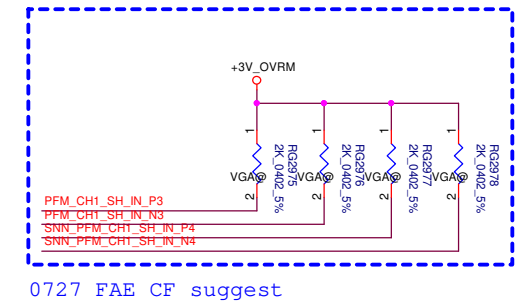 +3V_OVRM
1
1
1
1
RG2975
2K_0402_5%
RG2976
2K_0402_5%
RG2977
2K_0402_5%
RG2978
2K_0402_5%
VGA@
VGA@
VGA@
VGA@
2
2
2
2
PFM_CH1_SH_IN_P3
PFM_CH1_SH_IN_N3
SNN_PFM_CH1_SH_IN_P4
SNN_PFM_CH1_SH_IN_N4
0727 FAE CF suggest